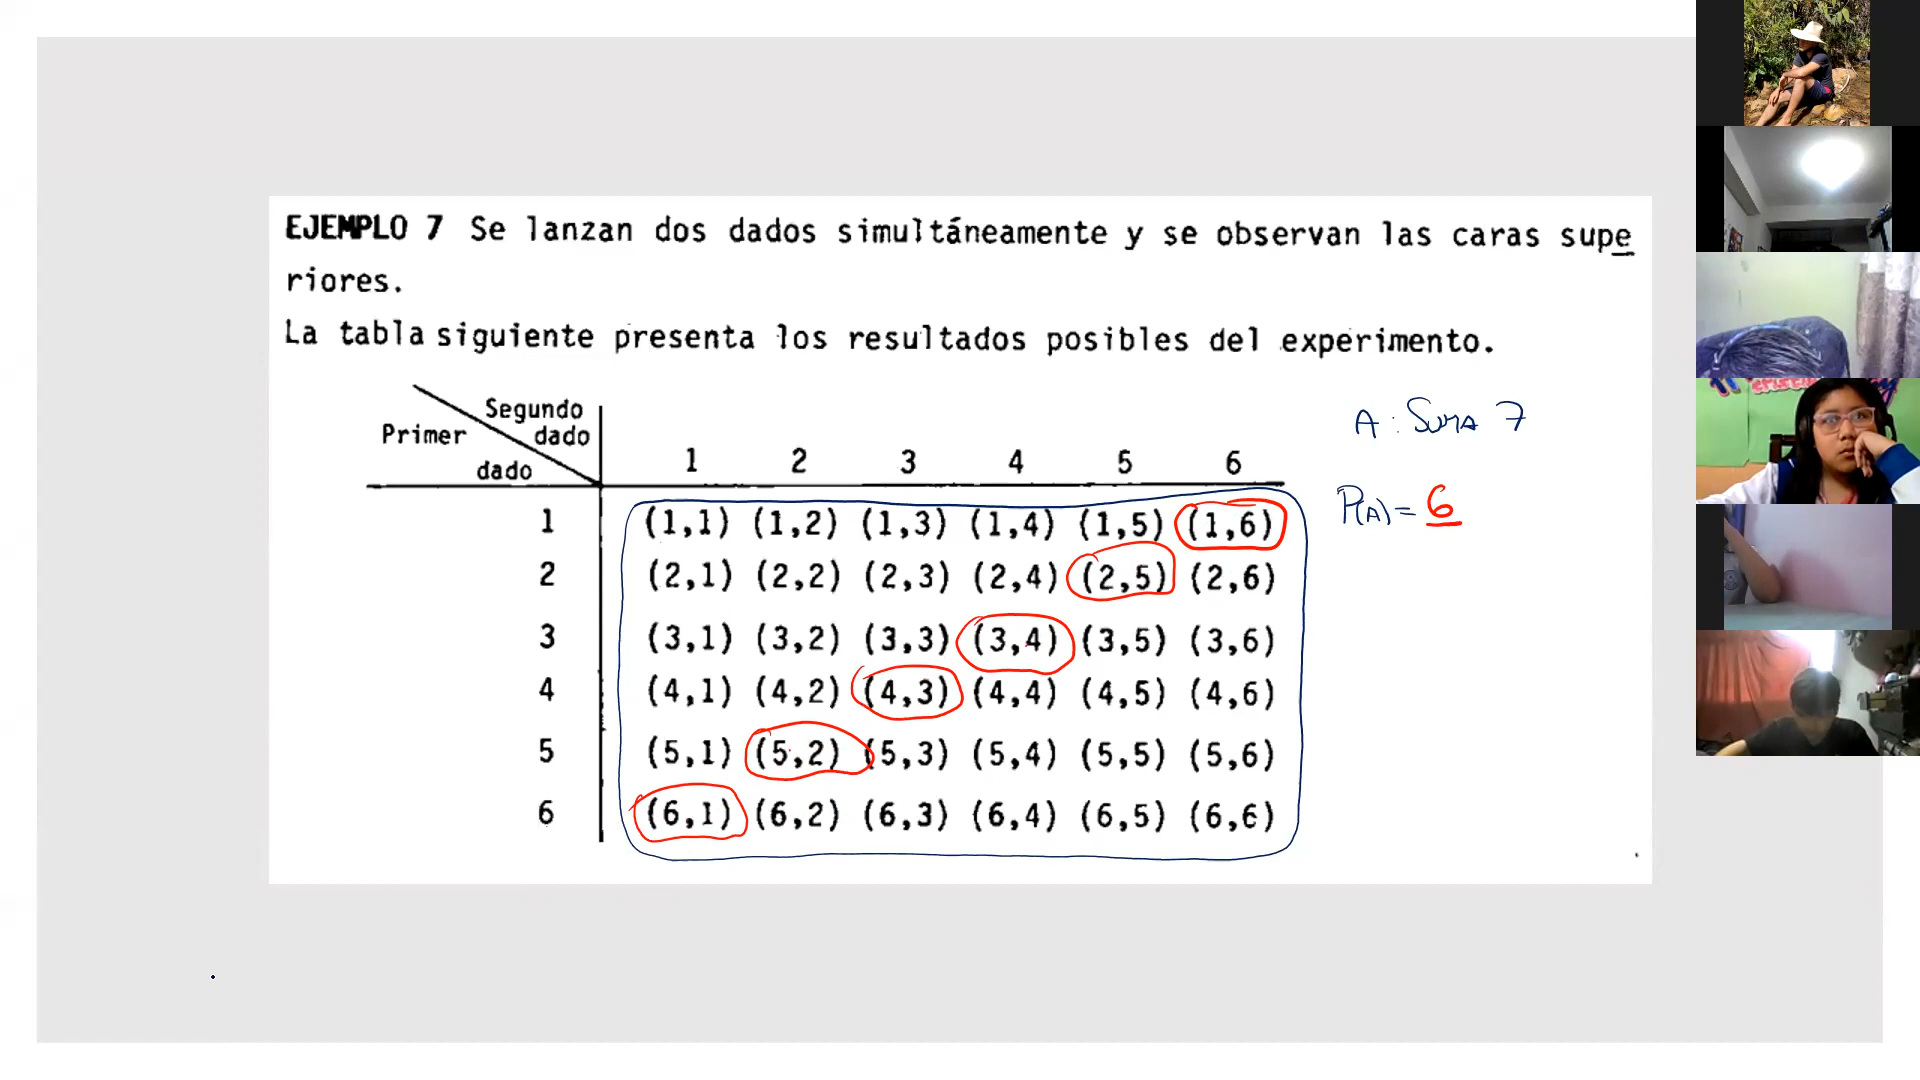 EJEMPLO 7 Se lanzan dos dados simultáneamente y se observan las caras supe
riores.
La tabla siguiente presenta los resultados posibles del experimento.
Segundo
dado
Primer
dado
1 2 3 4 5 6
1 (1,1) (1,2) (1,3) (1,4) (1,5) (1,6)
2 (2,1) (2,2) (2,3) (2,4) (2,5) (2,6)
3 (3,1) (3,2) (3,3) (3,4) (3,5) (3,6)
4 (4,1) (4,2) (4,3) (4,4) (4,5) (4,6)
5 (5,1) (5,2) (5,3) (5,4) (5,5) (5,6)
6 (6,1) (6,2) (6,3) (6,4) (6,5) (6,6)
A : Suma 7
P(A) = 6